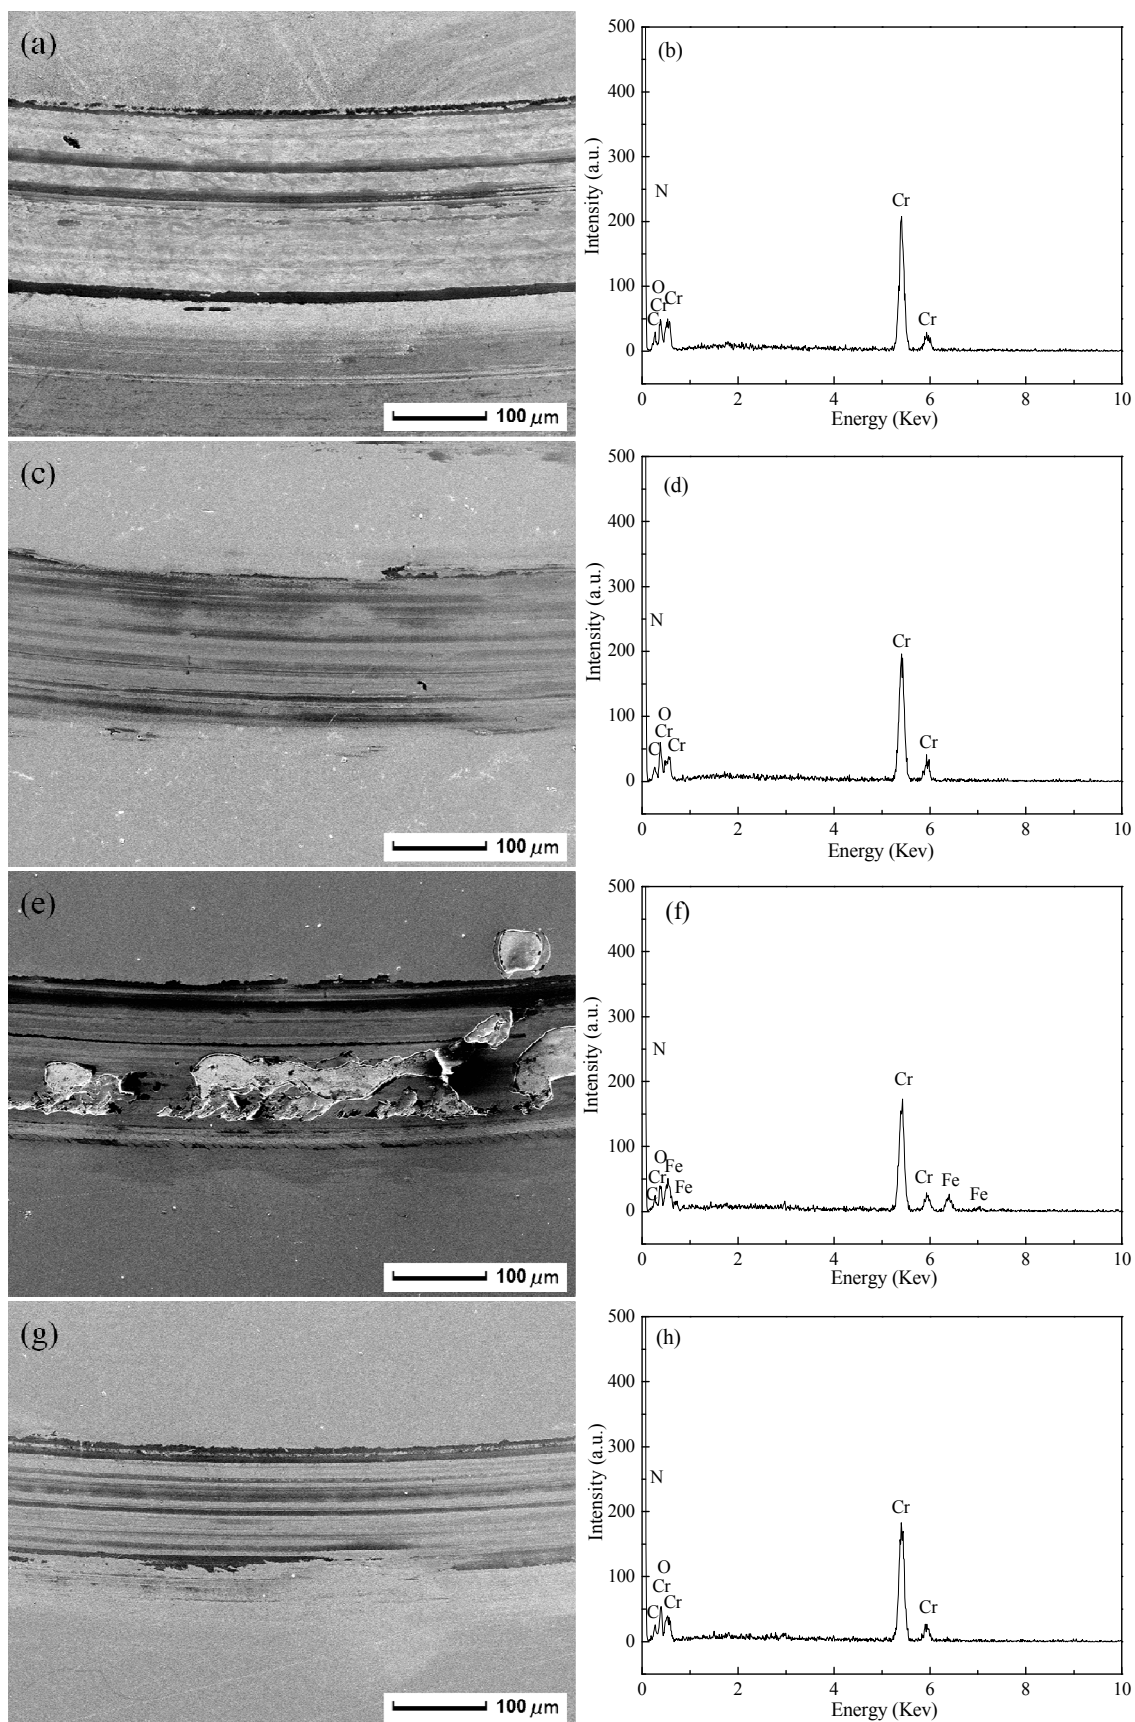 (a)
100 μm
(b)
500
400
300
200
100
0
Intensity (a.u.)
N
O
Cr
Cr
C
Cr
Cr
0 2 4 6 8 10
Energy (Kev)
(c)
100 μm
(d)
500
400
300
200
100
0
Intensity (a.u.)
N
O
Cr
C
Cr
Cr
Cr
0 2 4 6 8 10
Energy (Kev)
(e)
100 μm
(f)
500
400
300
200
100
0
Intensity (a.u.)
N
O
Fe
Cr
C
Fe
Cr
Cr
Fe
Fe
0 2 4 6 8 10
Energy (Kev)
(g)
100 μm
(h)
500
400
300
200
100
0
Intensity (a.u.)
N
O
Cr
Cr
C
Cr
Cr
0 2 4 6 8 10
Energy (Kev)